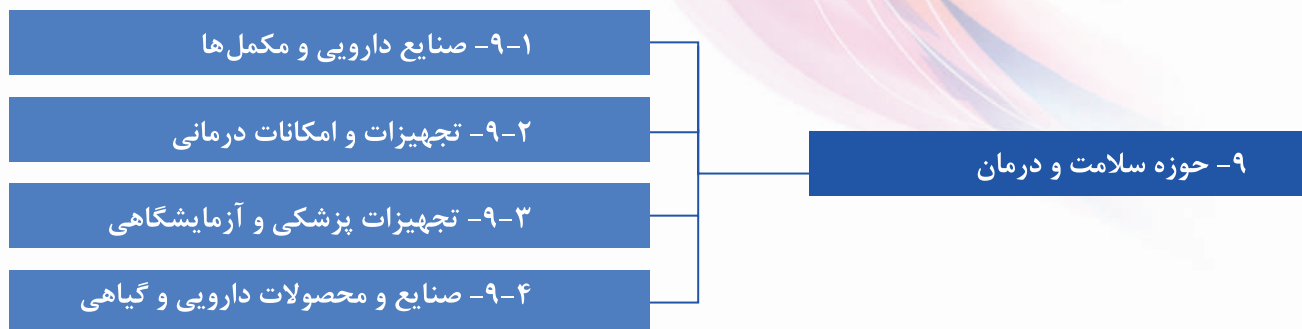 ۹- حوزه سلامت و درمان
۹-۱- صنایع دارویی و مکمل‌ها
۹-۲- تجهیزات و امکانات درمانی
۹-۳- تجهیزات پزشکی و آزمایشگاهی
۹-۴- صنایع و محصولات دارویی و گیاهی